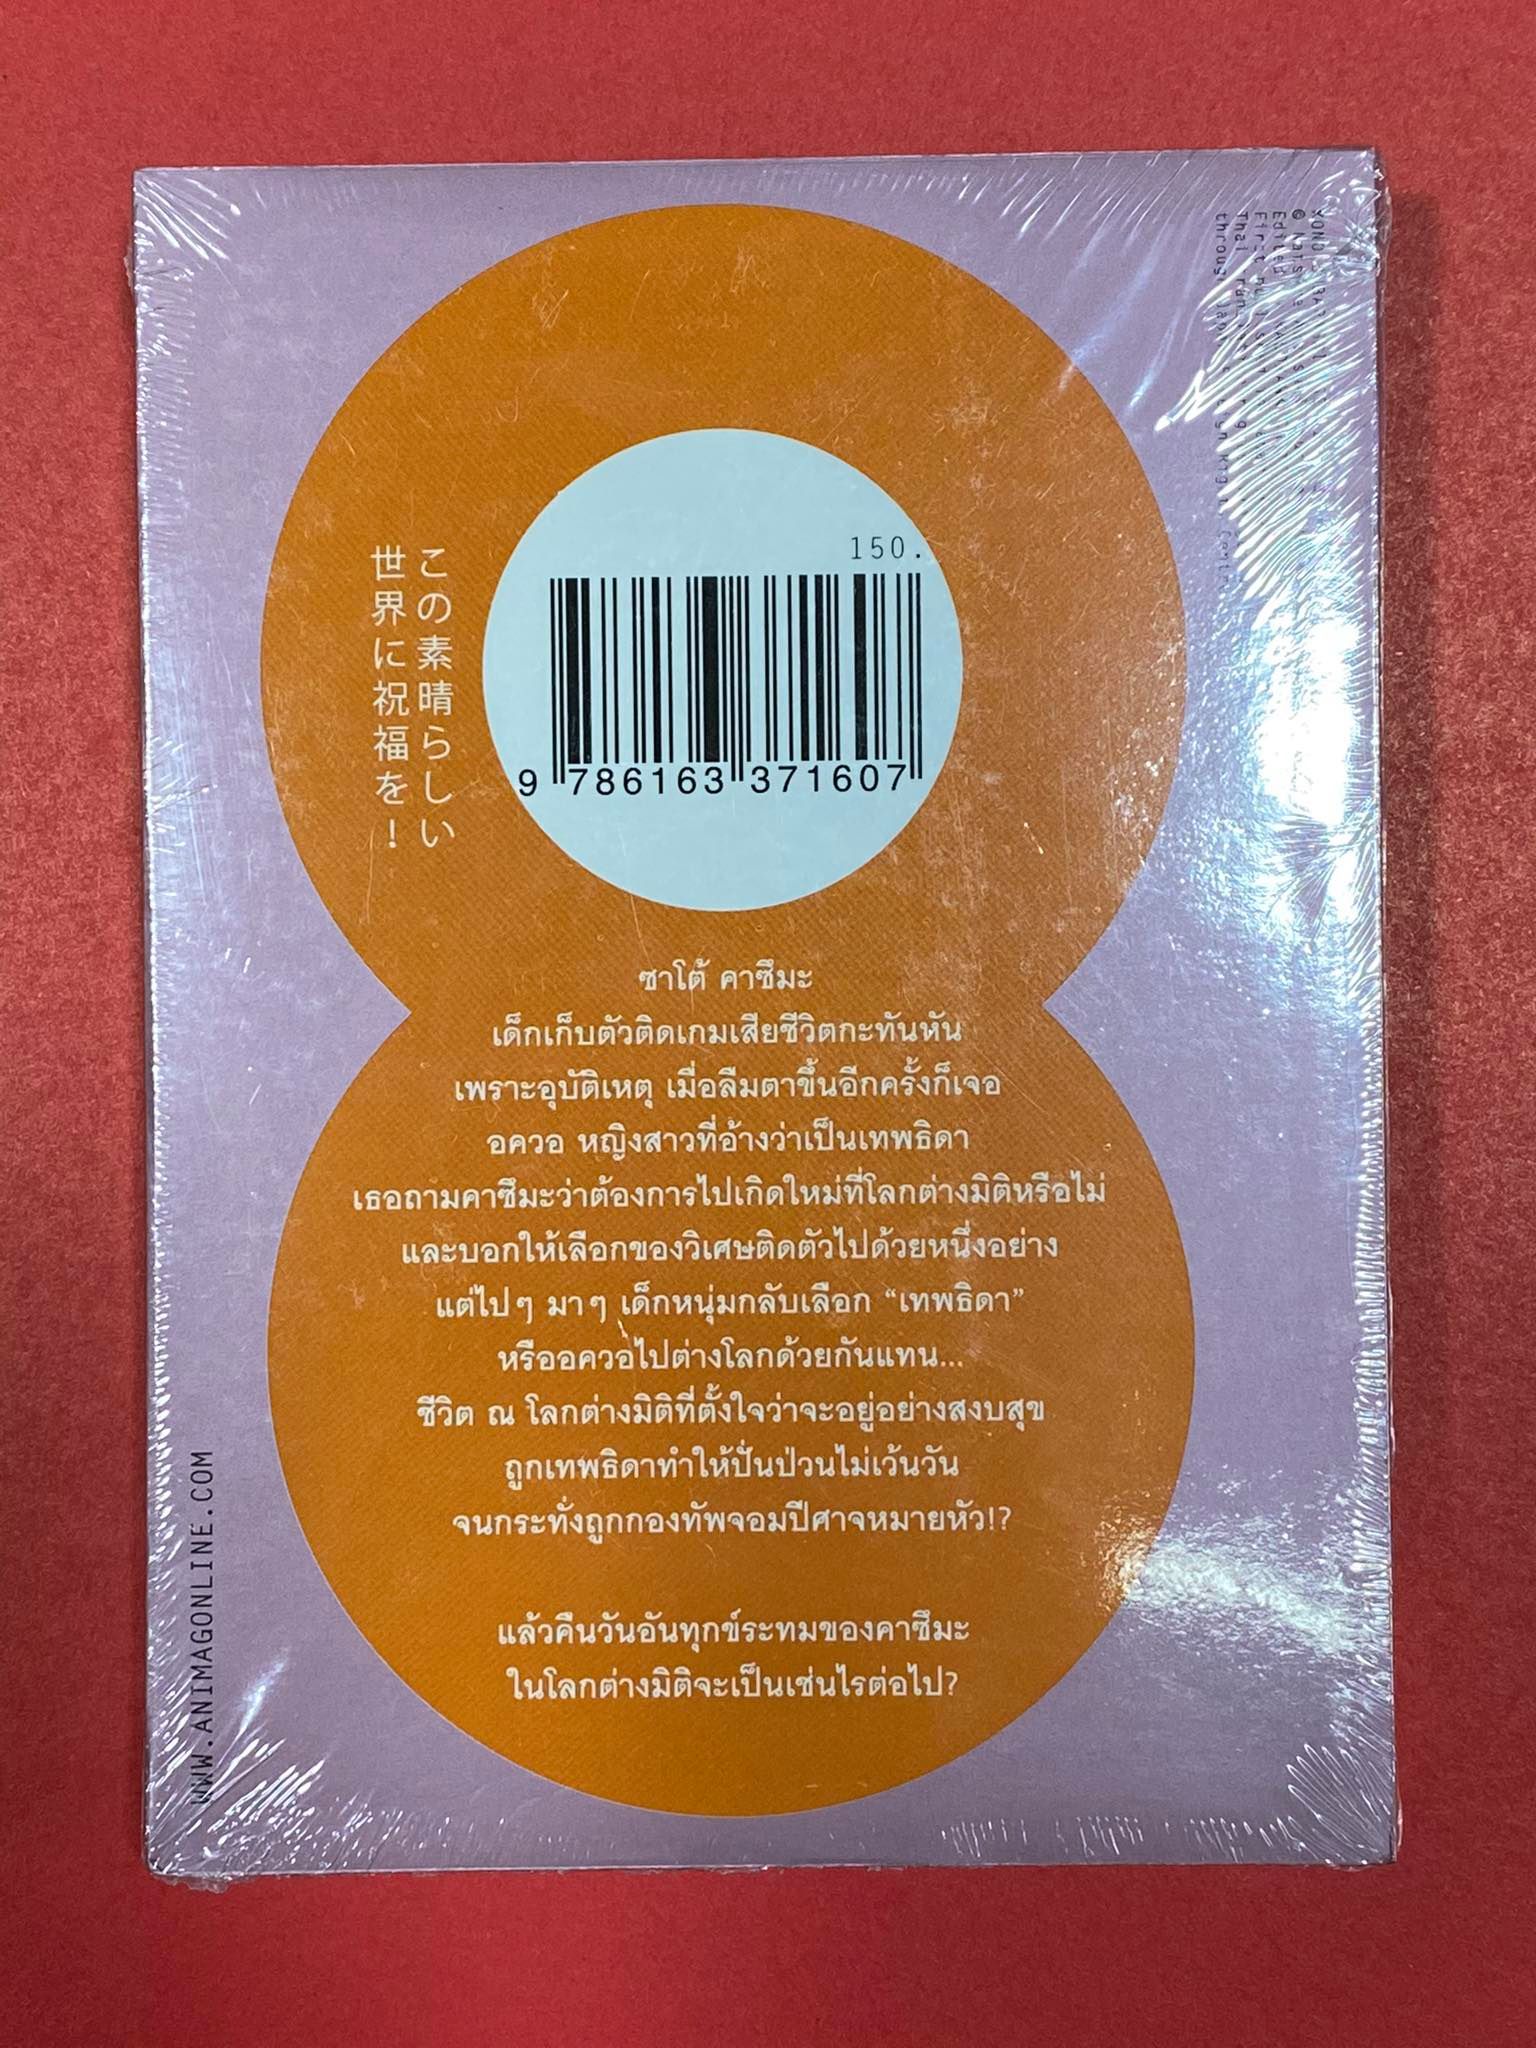 150.
9 786163 371607
この素晴らしい
世界に祝福を!
ซาโต้ คาซึมะ
เด็กเก็บตัวติดเกมเสียชีวิตกะทันหัน
เพราะอุบัติเหตุ เมื่อลืมตาขึ้นอีกครั้งก็เจอ
อควอ หญิงสาวที่อ้างว่าเป็นเทพธิดา
เธอถามคาซึมะว่าต้องการไปเกิดใหม่ที่โลกต่างมิติหรือไม่
และบอกให้เลือกของวิเศษติดตัวไปด้วยหนึ่งอย่าง
แต่ไปๆ มาๆ เด็กหนุ่มกลับเลือก “เทพธิดา”
หรืออควอไปต่างโลกด้วยกันแทน...
ชีวิต ณ โลกต่างมิติที่ตั้งใจว่าจะอยู่อย่างสงบสุข
ถูกเทพธิดาทำให้ปั่นป่วนไม่เว้นวัน
จนกระทั่งถูกกองทัพจอมปีศาจหมายหัว!?
แล้วคืนวันอันทุกข์ระทมของคาซึมะ
ในโลกต่างมิติจะเป็นเช่นไรต่อไป?
WWW.ANIMAGONLINE.COM
©
Edited
First
Thai